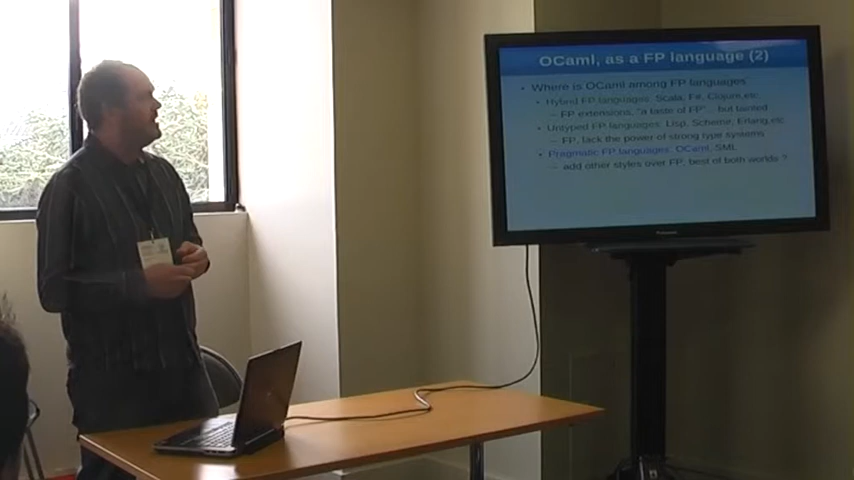 OCaml, as a FP language (2)
• Where is OCaml among FP languages
• Hybrid FP languages: Scala, F#, Clojure,etc
– FP extensions, "a taste of FP"... but tainted
• Untyped FP languages: Lisp, Scheme, Erlang,etc
– FP, lack the power of strong type systems
• Pragmatic FP languages: OCaml, SML
– add other styles over FP, best of both worlds ?
Panasonic